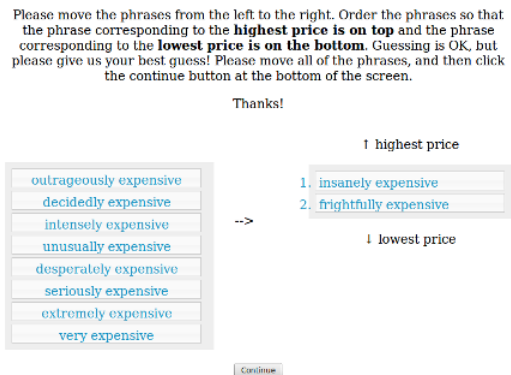 Please move the phrases from the left to the right. Order the phrases so that
the phrase corresponding to the highest price is on top and the phrase
corresponding to the lowest price is on the bottom. Guessing is OK, but
please give us your best guess! Please move all of the phrases, and then click
the continue button at the bottom of the screen.
Thanks!
outrageously expensive
decidedly expensive
intensely expensive
unusually expensive
desperately expensive
seriously expensive
extremely expensive
very expensive
-->
↑ highest price
1. insanely expensive
2. frightfully expensive
↓ lowest price
Continue